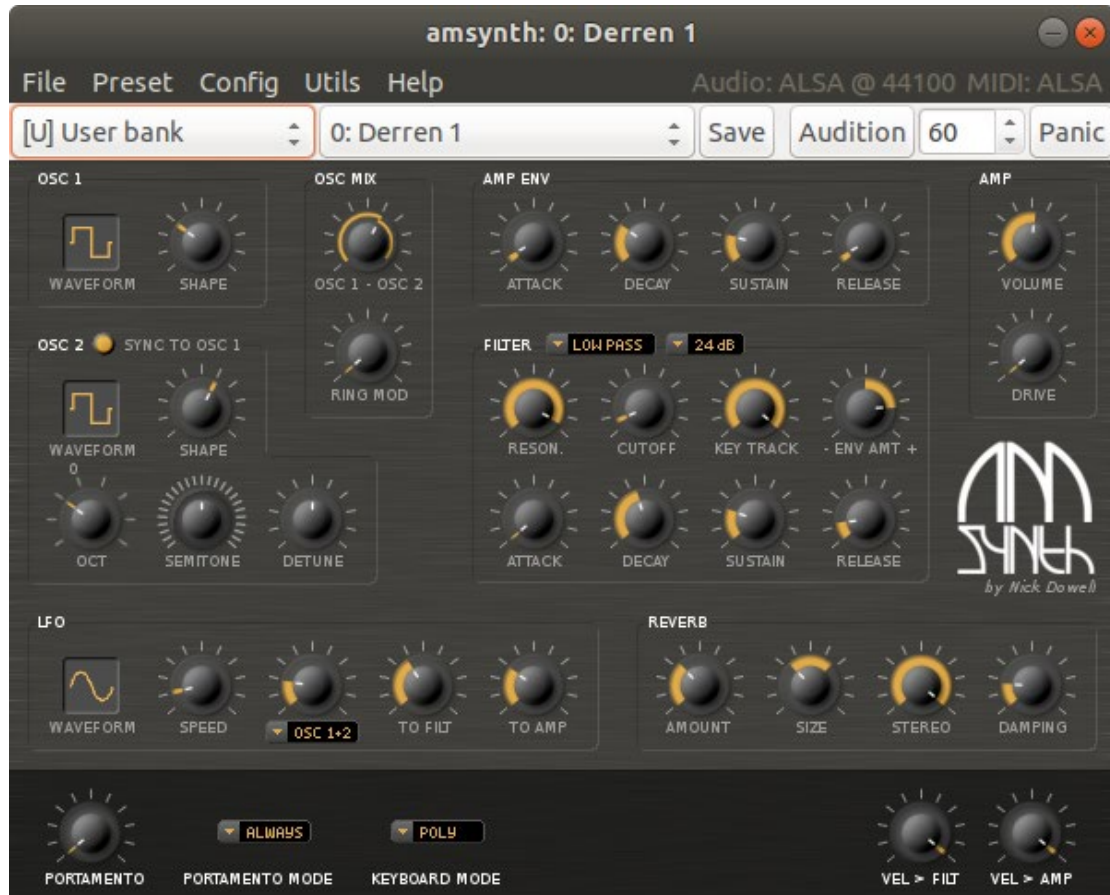 amsynth: 0: Derren 1
File Preset Config Utils Help Audio: ALSA @ 44100 MIDI: ALSA
[U] User bank 0: Derren 1 Save Audition 60 Panic
OSC 1 OSC MIX AMP ENV AMP
WAVEFORM SHAPE OSC 1 - OSC 2 ATTACK DECAY SUSTAIN RELEASE VOLUME
OSC 2 SYNC TO OSC 1 FILTER LOW PASS 24 dB
RING MOD DRIVE
WAVEFORM SHAPE RESON. CUTOFF KEY TRACK - ENV AMT +
0
OCT SEMITONE DETUNE ATTACK DECAY SUSTAIN RELEASE
AM SYNTH
by Nick Dowell
LFO REVERB
WAVEFORM SPEED OSC 1+2 TO FILT TO AMP AMOUNT SIZE STEREO DAMPING
ALWAYS POLY
PORTAMENTO PORTAMENTO MODE KEYBOARD MODE VEL > FILT VEL > AMP